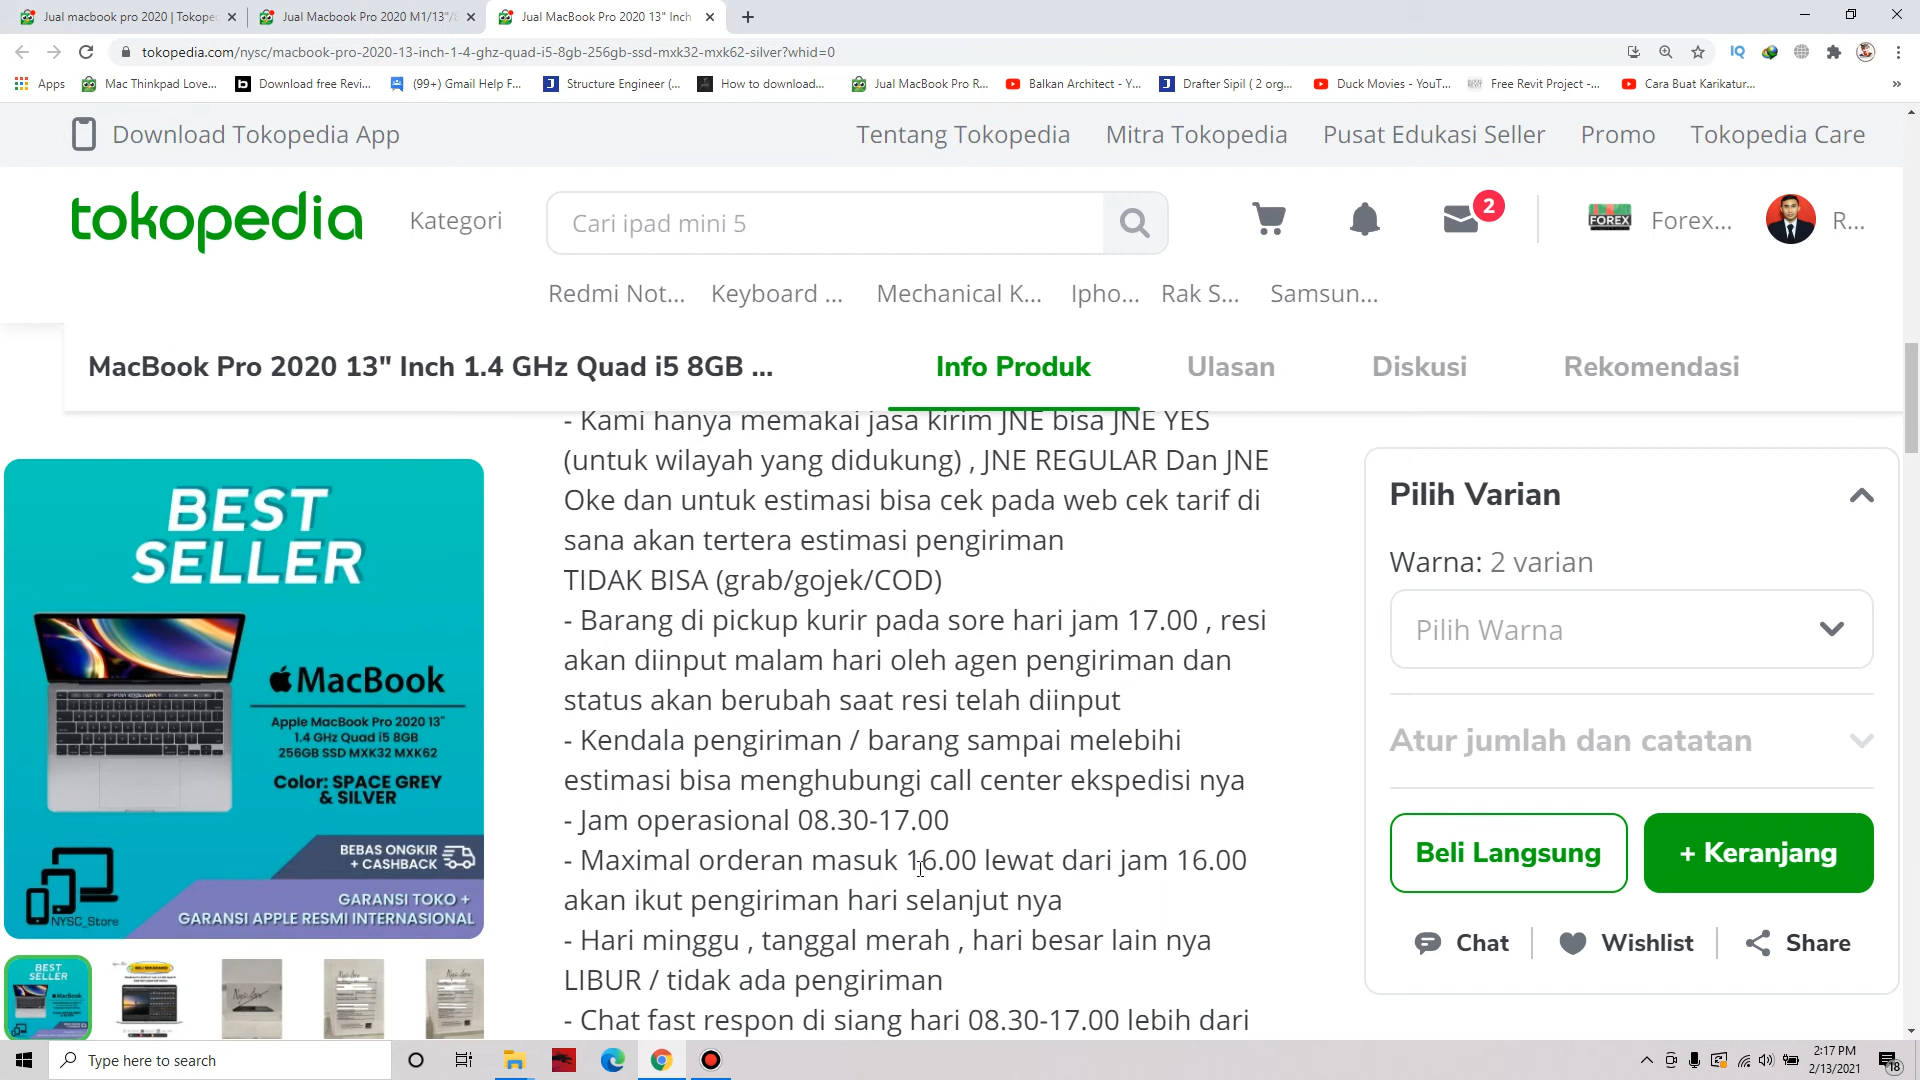 Jual macbook pro 2020 | Tokope
Jual Macbook Pro 2020 M1/13"/
Jual MacBook Pro 2020 13" Inch
tokopedia.com/nysc/macbook-pro-2020-13-inch-1-4-ghz-quad-i5-8gb-256gb-ssd-mxk32-mxk62-silver?whid=0
Apps
Mac Thinkpad Love...
Download free Revi...
(99+) Gmail Help F...
Structure Engineer (...
How to download...
Jual MacBook Pro R...
Balkan Architect - Y...
Drafter Sipil ( 2 org...
Duck Movies - YouT...
Free Revit Project -...
Cara Buat Karikatur...
Download Tokopedia App
Tentang Tokopedia
Mitra Tokopedia
Pusat Edukasi Seller
Promo
Tokopedia Care
tokopedia
Kategori
Cari ipad mini 5
2
FOREX
Forex...
R...
Redmi Not...
Keyboard ...
Mechanical K...
Ipho...
Rak S...
Samsun...
MacBook Pro 2020 13" Inch 1.4 GHz Quad i5 8GB ...
Info Produk
Ulasan
Diskusi
Rekomendasi
- Kami hanya memakai jasa kirim JNE bisa JNE YES
(untuk wilayah yang didukung) , JNE REGULAR Dan JNE
Oke dan untuk estimasi bisa cek pada web cek tarif di
sana akan tertera estimasi pengiriman
TIDAK BISA (grab/gojek/COD)
- Barang di pickup kurir pada sore hari jam 17.00 , resi
akan diinput malam hari oleh agen pengiriman dan
status akan berubah saat resi telah diinput
- Kendala pengiriman / barang sampai melebihi
estimasi bisa menghubungi call center ekspedisi nya
- Jam operasional 08.30-17.00
- Maximal orderan masuk 16.00 lewat dari jam 16.00
akan ikut pengiriman hari selanjut nya
- Hari minggu , tanggal merah , hari besar lain nya
LIBUR / tidak ada pengiriman
- Chat fast respon di siang hari 08.30-17.00 lebih dari
BEST
SELLER
MacBook
Apple MacBook Pro 2020 13"
1.4 GHz Quad i5 8GB
256GB SSD MXK32 MXK62
Color: SPACE GREY
& SILVER
BEBAS ONGKIR
+ CASHBACK
GARANSI TOKO +
GARANSI APPLE RESMI INTERNASIONAL
NYSC_Store
BEST
SELLER
Pilih Varian
Warna: 2 varian
Pilih Warna
Atur jumlah dan catatan
Beli Langsung
+ Keranjang
Chat
Wishlist
Share
Type here to search
2:17 PM
2/13/2021
18